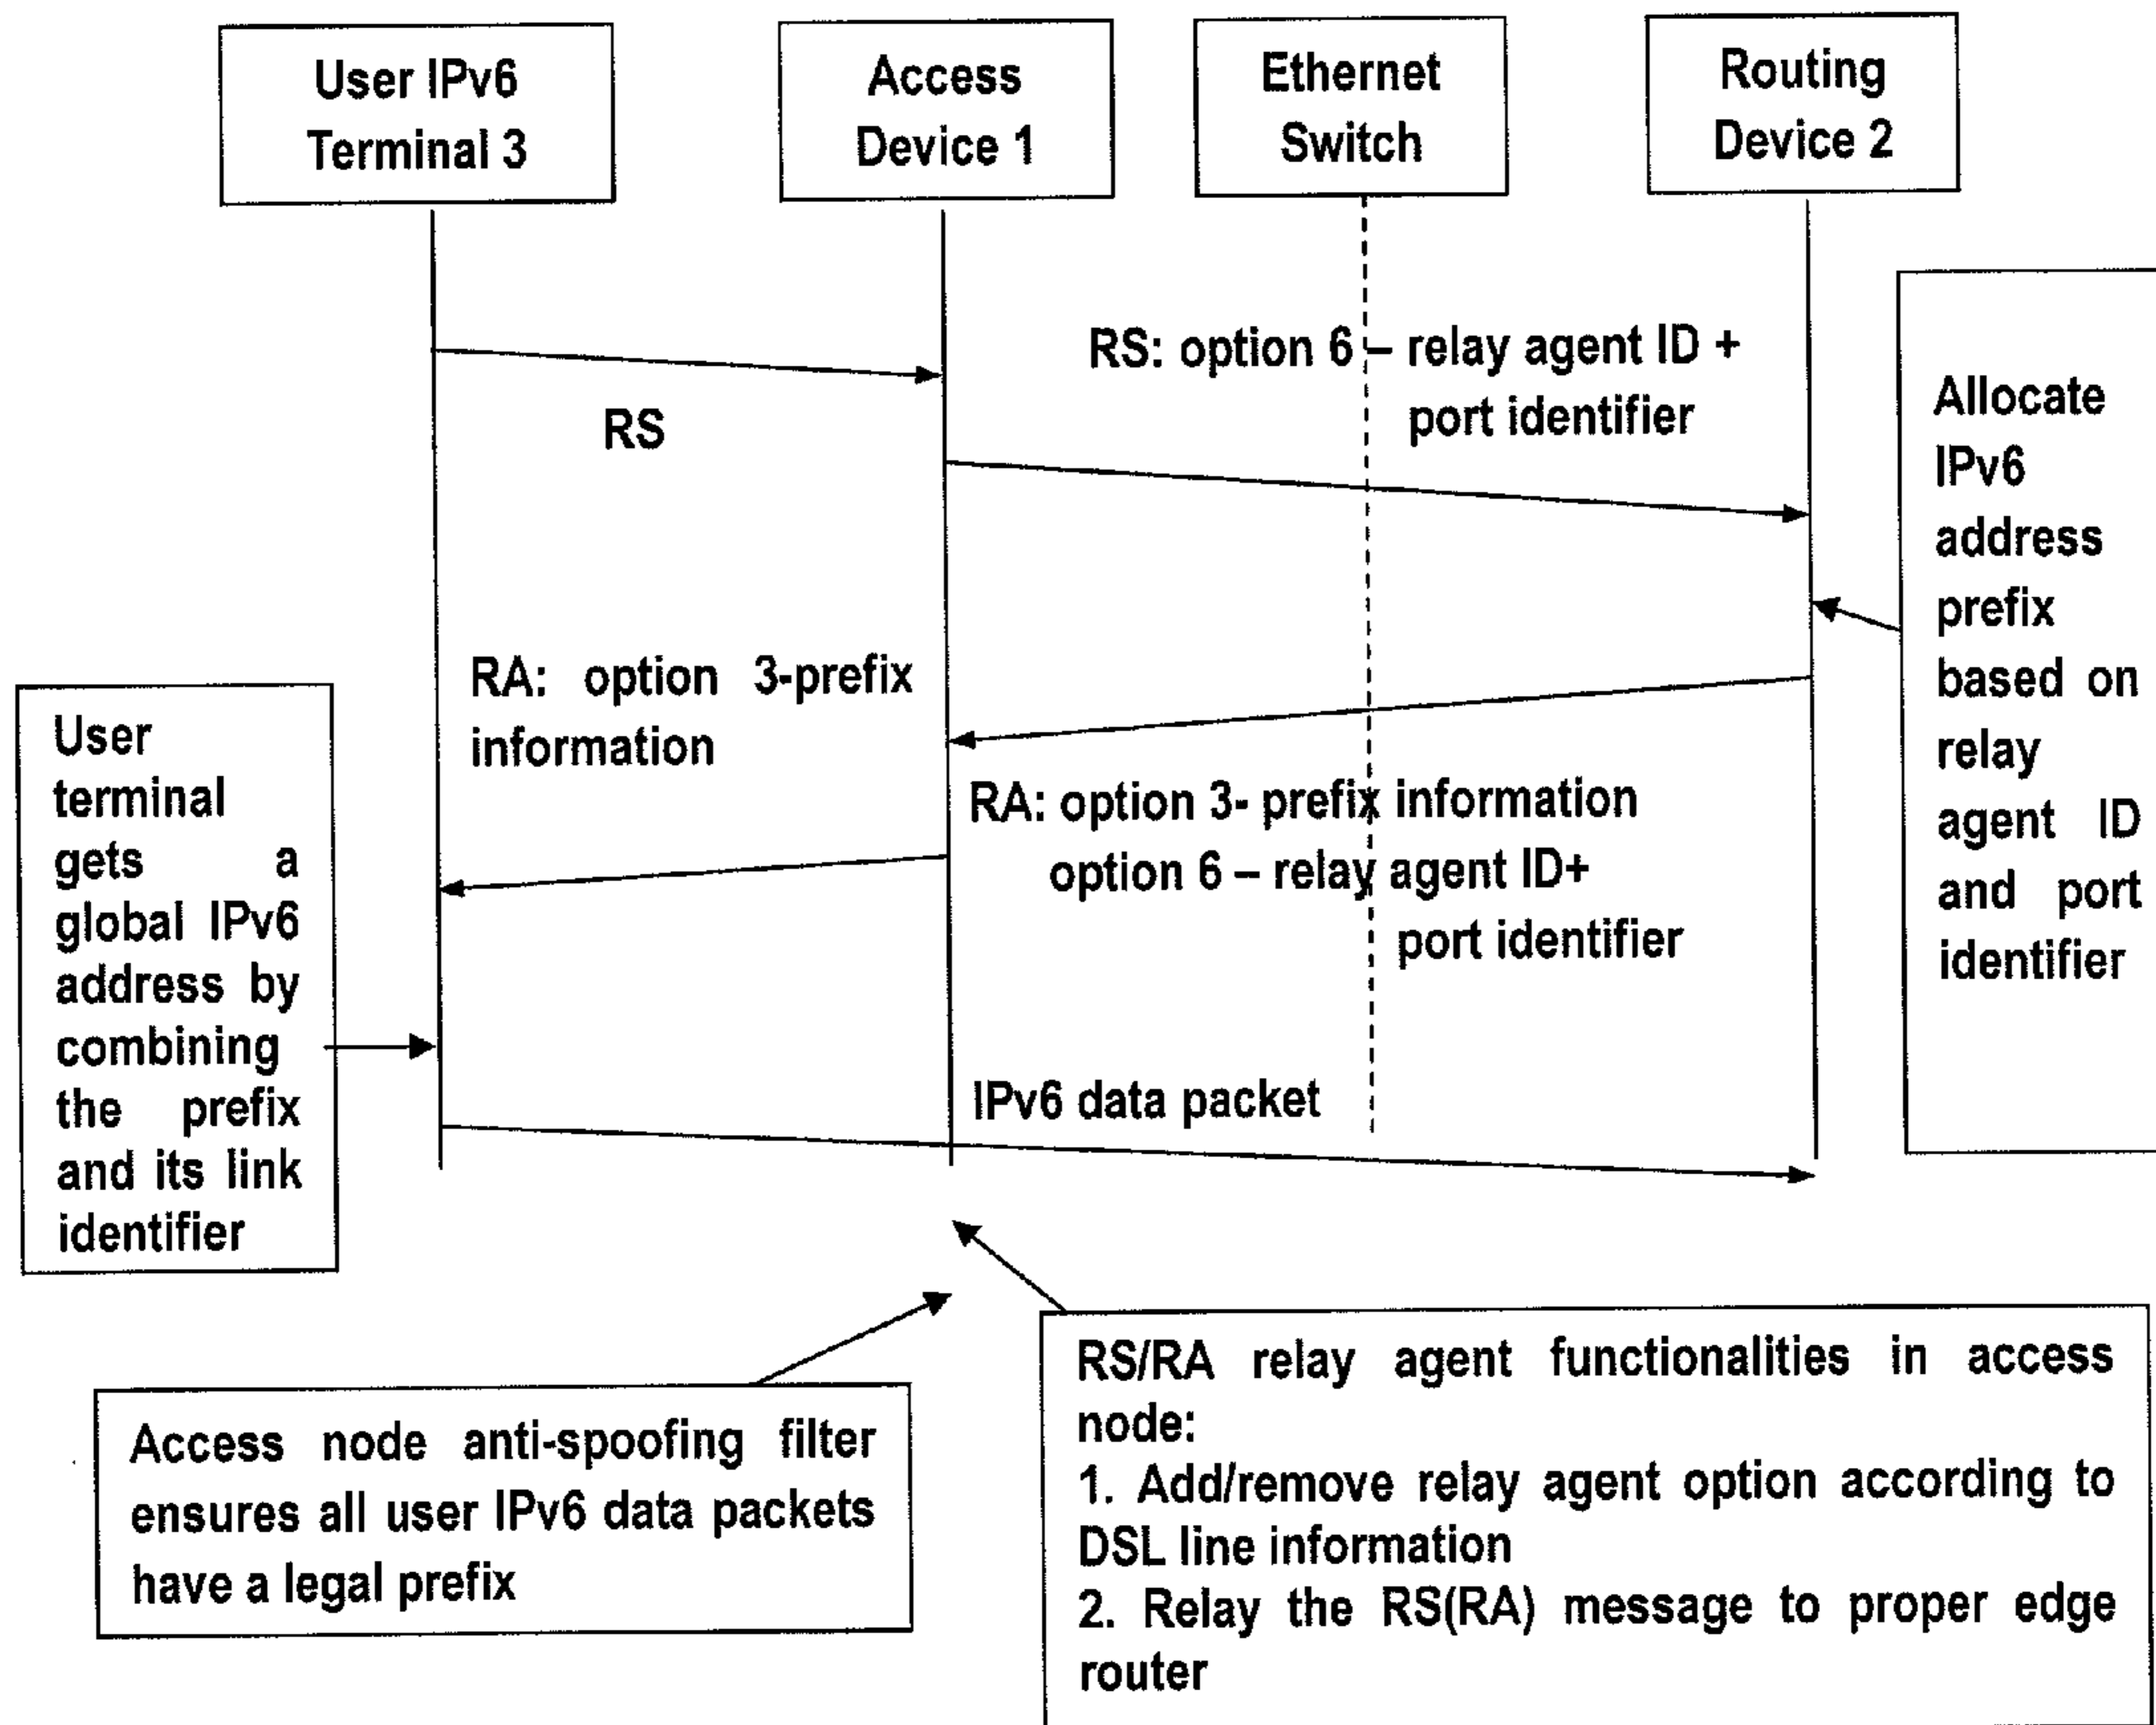 User IPv6
Terminal 3
Access
Device 1
Ethernet
Switch
Routing
Device 2
RS: option 6 – relay agent ID +
port identifier
RS
Allocate
IPv6
address
prefix
based on
relay
agent ID
and port
identifier
RA: option 3-prefix
information
RA: option 3- prefix information
option 6 – relay agent ID+
port identifier
User
terminal
gets a
global IPv6
address by
combining
the prefix
and its link
identifier
IPv6 data packet
Access node anti-spoofing filter
ensures all user IPv6 data packets
have a legal prefix
RS/RA relay agent functionalities in access
node:
1. Add/remove relay agent option according to
DSL line information
2. Relay the RS(RA) message to proper edge
router